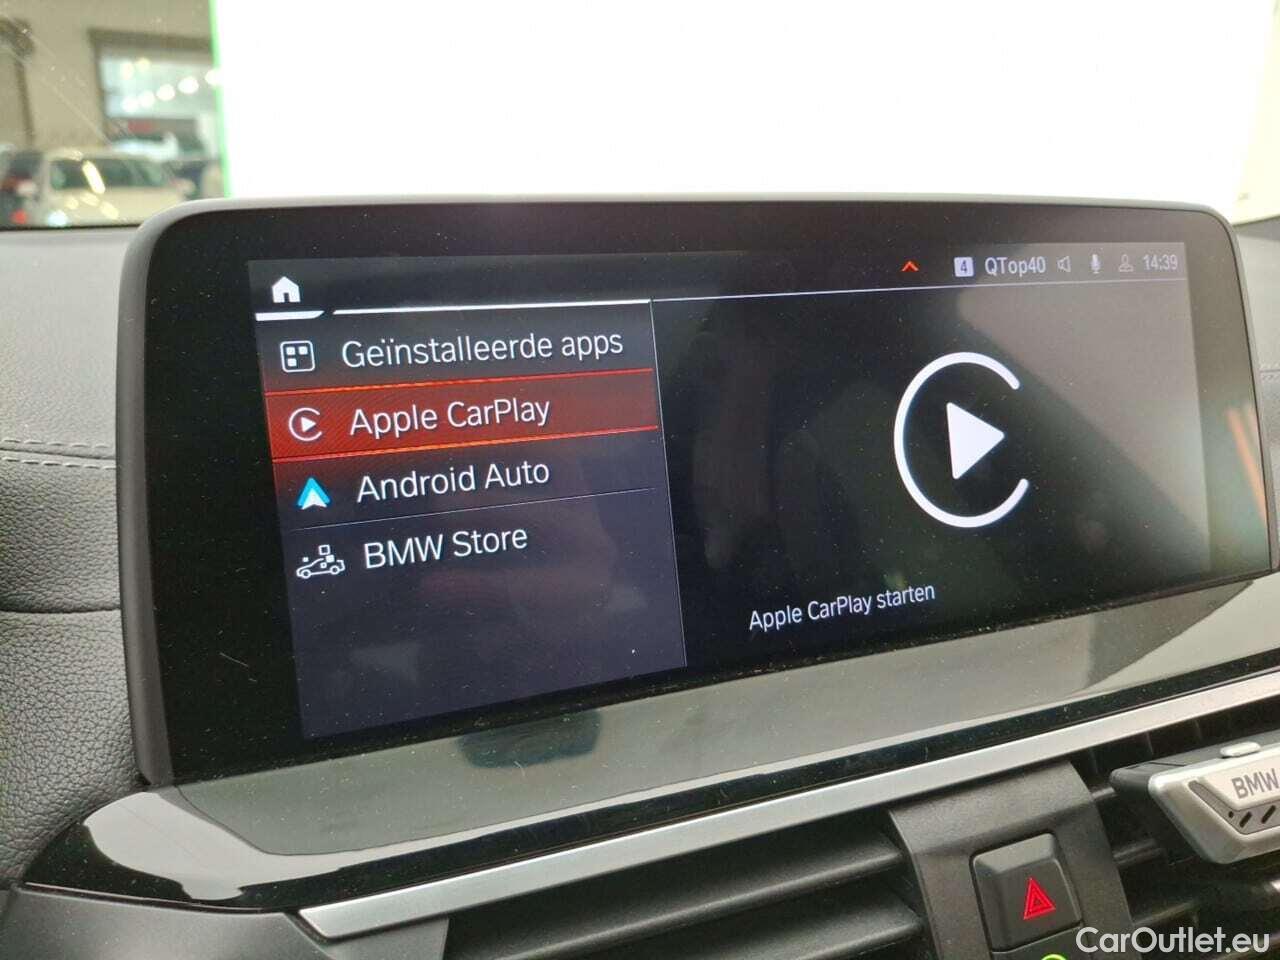 4 QTop40 14:39
Geïnstalleerde apps
Apple CarPlay
Android Auto
BMW Store
Apple CarPlay starten
BMW
CarOutlet.eu